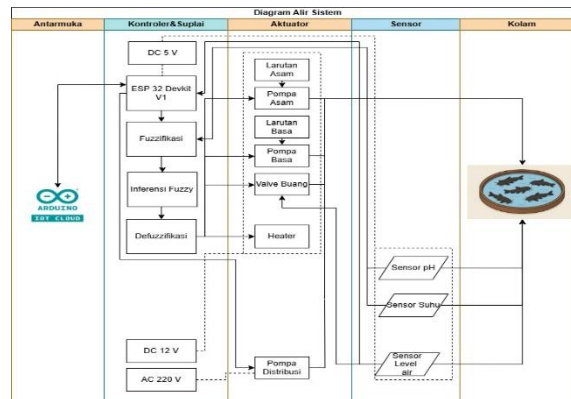 Diagram Alir Sistem
Antarmuka
Kontroler&Suplai
Aktuator
Sensor
Kolam
DC 5 V
ESP 32 Devkit
V1
Fuzzifikasi
Inferensi Fuzzy
Defuzzifikasi
DC 12 V
AC 220 V
Larutan
Asam
Pompa
Asam
Larutan
Basa
Pompa
Basa
Valve Buang
Heater
Pompa
Distribusi
Sensor pH
Sensor Suhu
Sensor
Level
air
ARDUINO
IOT CLOUD